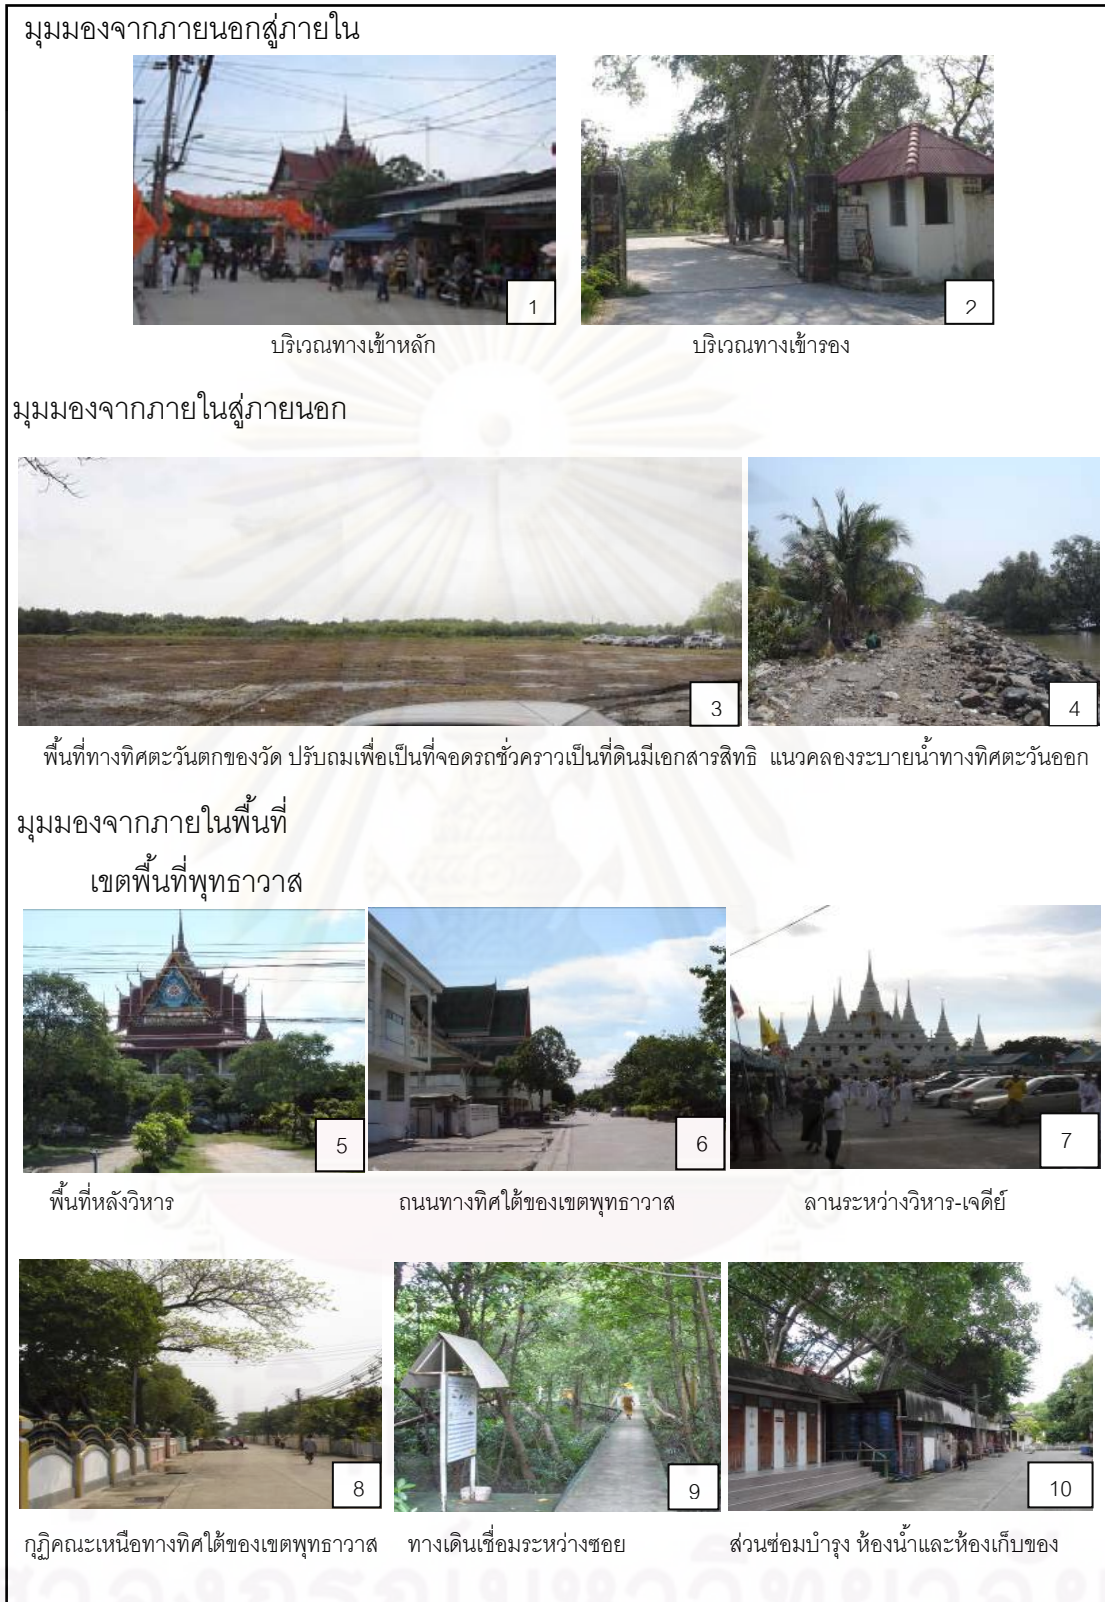 มุมมองจากภายนอกสู่ภายใน
1
2
บริเวณทางเข้าหลัก บริเวณทางเข้ารอง
มุมมองจากภายในสู่ภายนอก
3
4
พื้นที่ทางทิศตะวันตกของวัด ปรับถมเพื่อเป็นที่จอดรถชั่วคราวเป็นที่ดินมีเอกสารสิทธิ แนวคลองระบายน้ำทางทิศตะวันออก
มุมมองจากภายในพื้นที่
เขตพื้นที่พุทธาวาส
5
6
7
พื้นที่หลังวิหาร ถนนทางทิศใต้ของเขตพุทธาวาส ลานระหว่างวิหาร-เจดีย์
8
9
10
กุฏิคณะเหนือทางทิศใต้ของเขตพุทธาวาส ทางเดินเชื่อมระหว่างซอย ส่วนซ่อมบำรุง ห้องน้ำและห้องเก็บของ